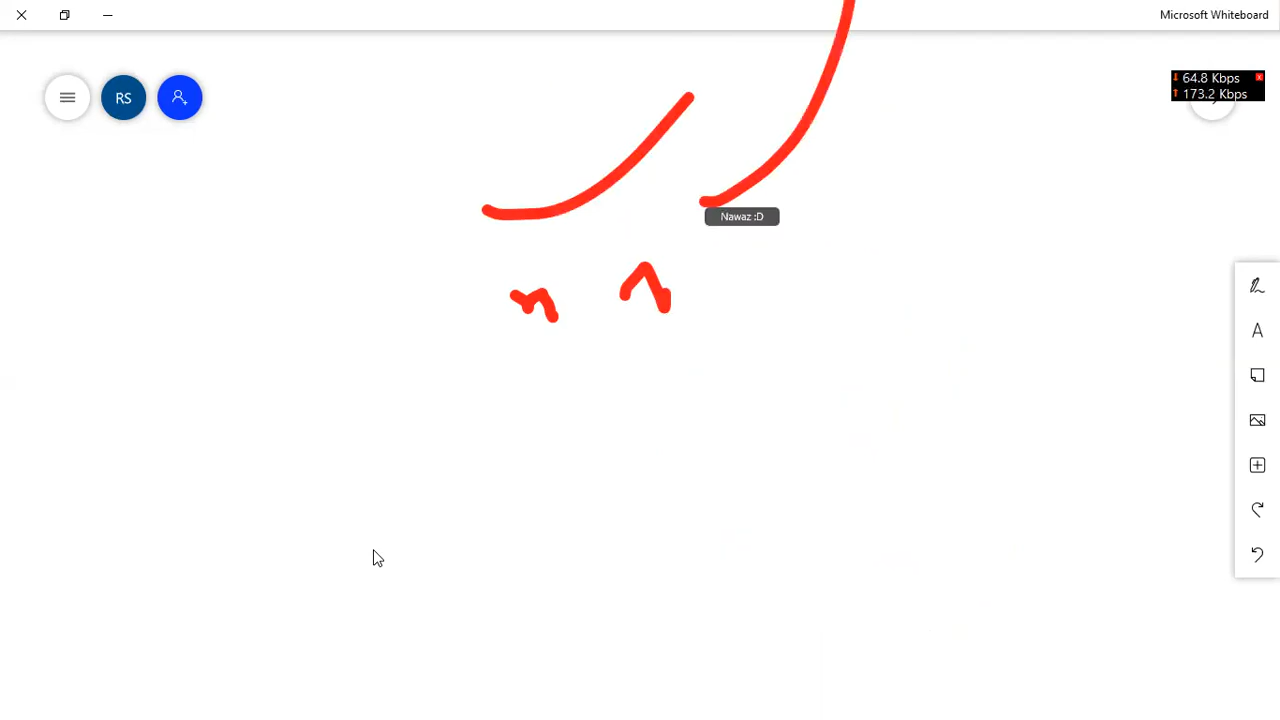 Microsoft Whiteboard
RS
64.8 Kbps
173.2 Kbps
Nawaz :D
n